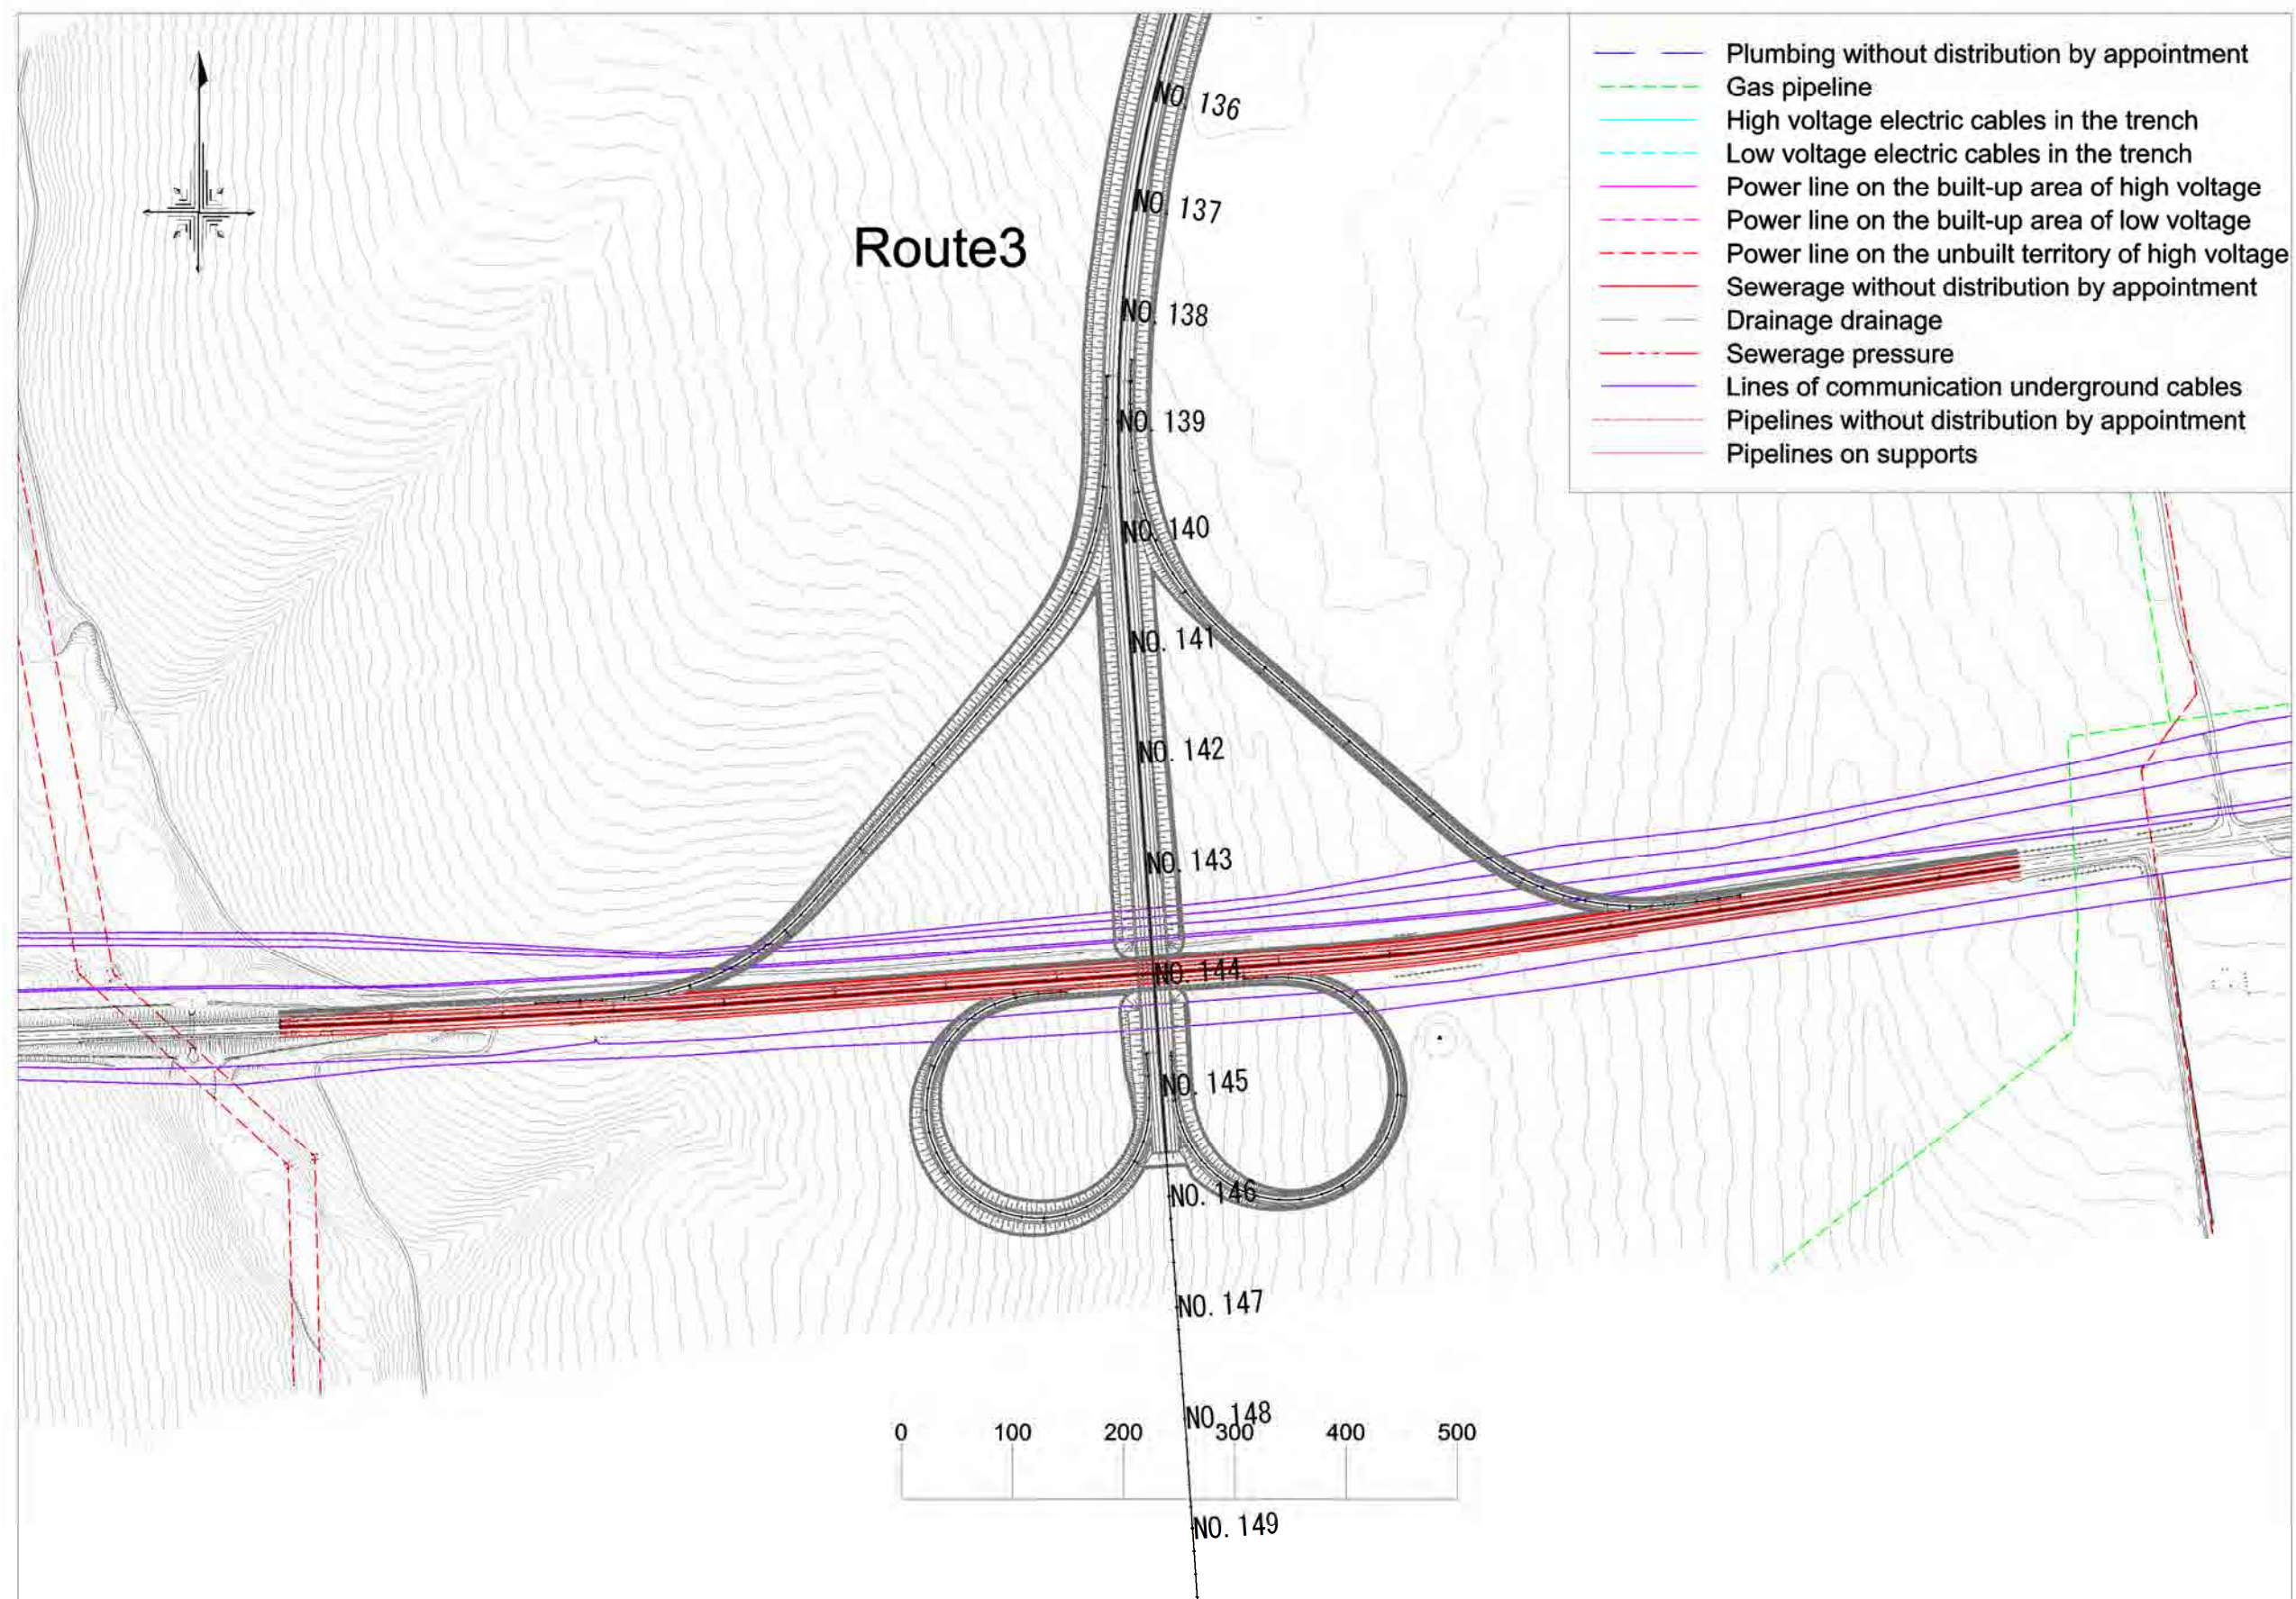 Plumbing without distribution by appointment
Gas pipeline
High voltage electric cables in the trench
Low voltage electric cables in the trench
Power line on the built-up area of high voltage
Power line on the built-up area of low voltage
Power line on the unbuilt territory of high voltage
Sewerage without distribution by appointment
Drainage drainage
Sewerage pressure
Lines of communication underground cables
Pipelines without distribution by appointment
Pipelines on supports
Route3
NO. 136
NO. 137
NO. 138
NO. 139
NO. 140
NO. 141
NO. 142
NO. 143
NO. 144
NO. 145
NO. 146
NO. 147
NO. 148
0 100 200 300 400 500
NO. 149